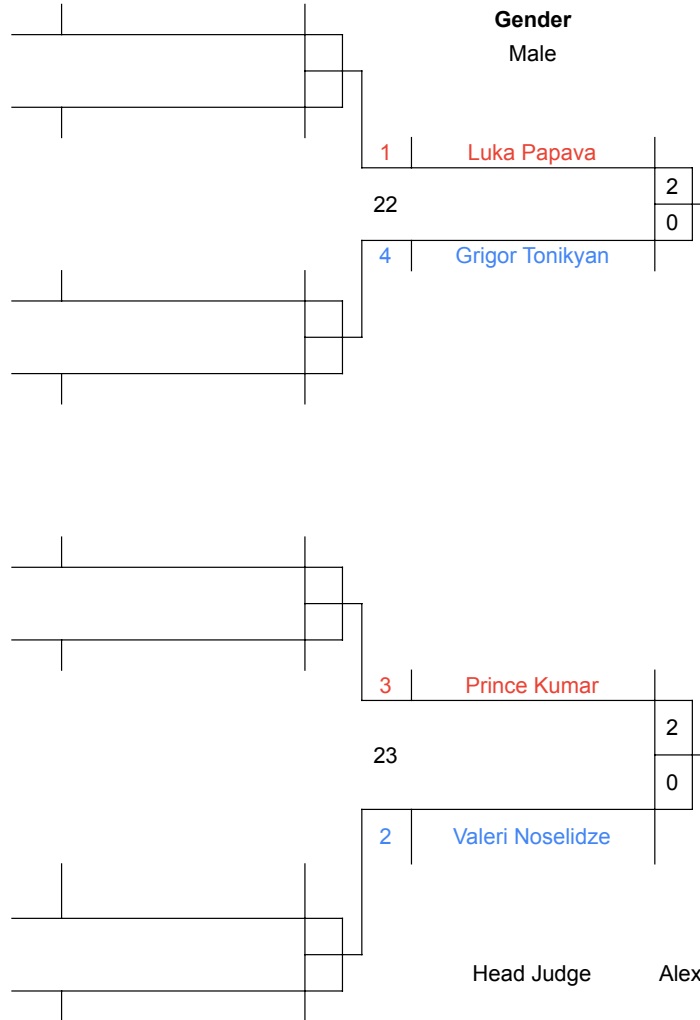 Gender
Male
1 Luka Papava
2
22
0
4 Grigor Tonikyan
3 Prince Kumar
2
23
0
2 Valeri Noselidze
Head Judge Alex